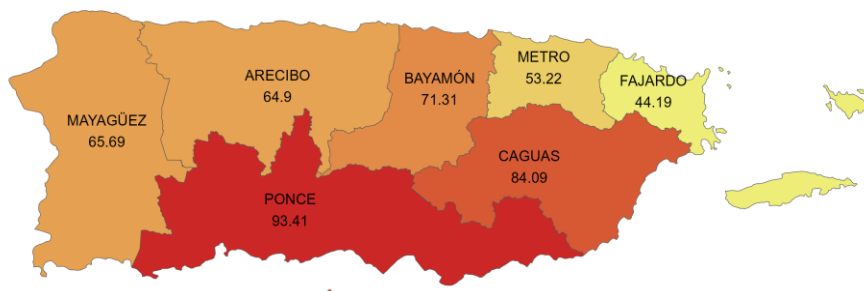 METRO
53.22
ARECIBO
64.9
BAYAMÓN
71.31
FAJARDO
44.19
MAYAGÜEZ
65.69
CAGUAS
84.09
PONCE
93.41